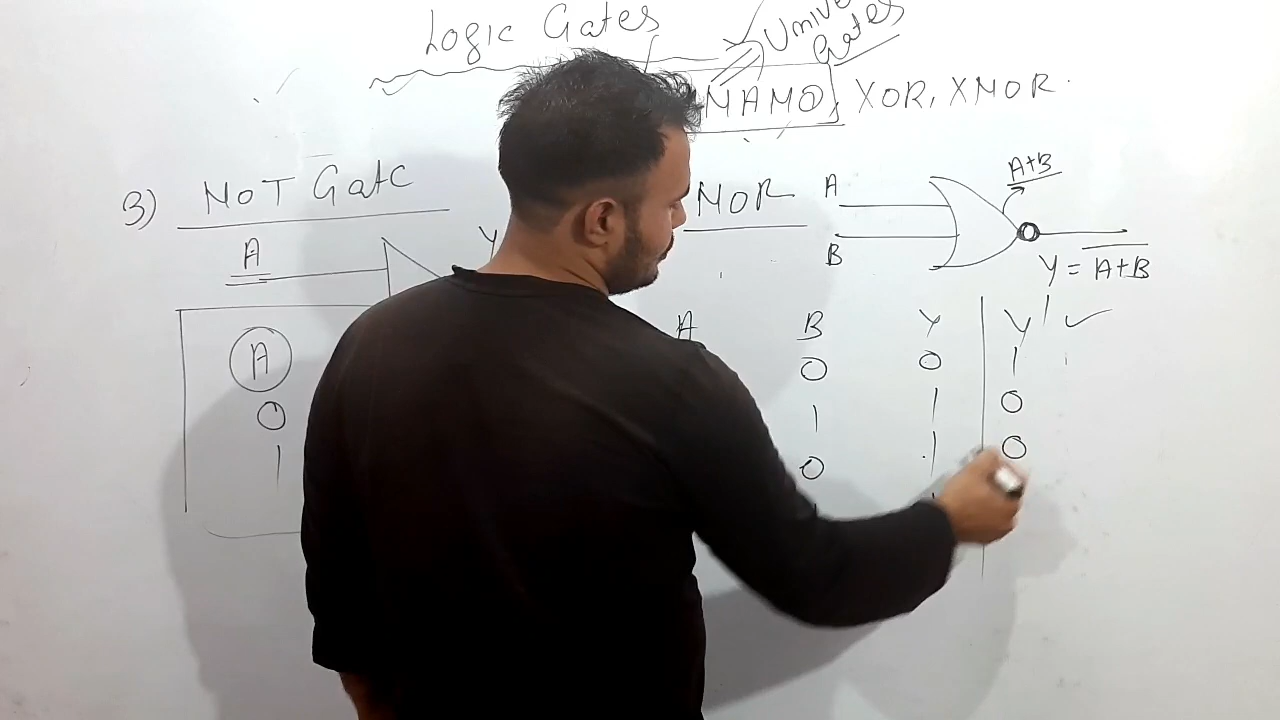 Logic Gates
Gates
NAND, XOR, XNOR.
3) NOT Gate
A
Y
NOR
A
B
A+B
Y = A+B
A
0
1
A B Y Y'
0 0 1
1 1 0
0 1 0